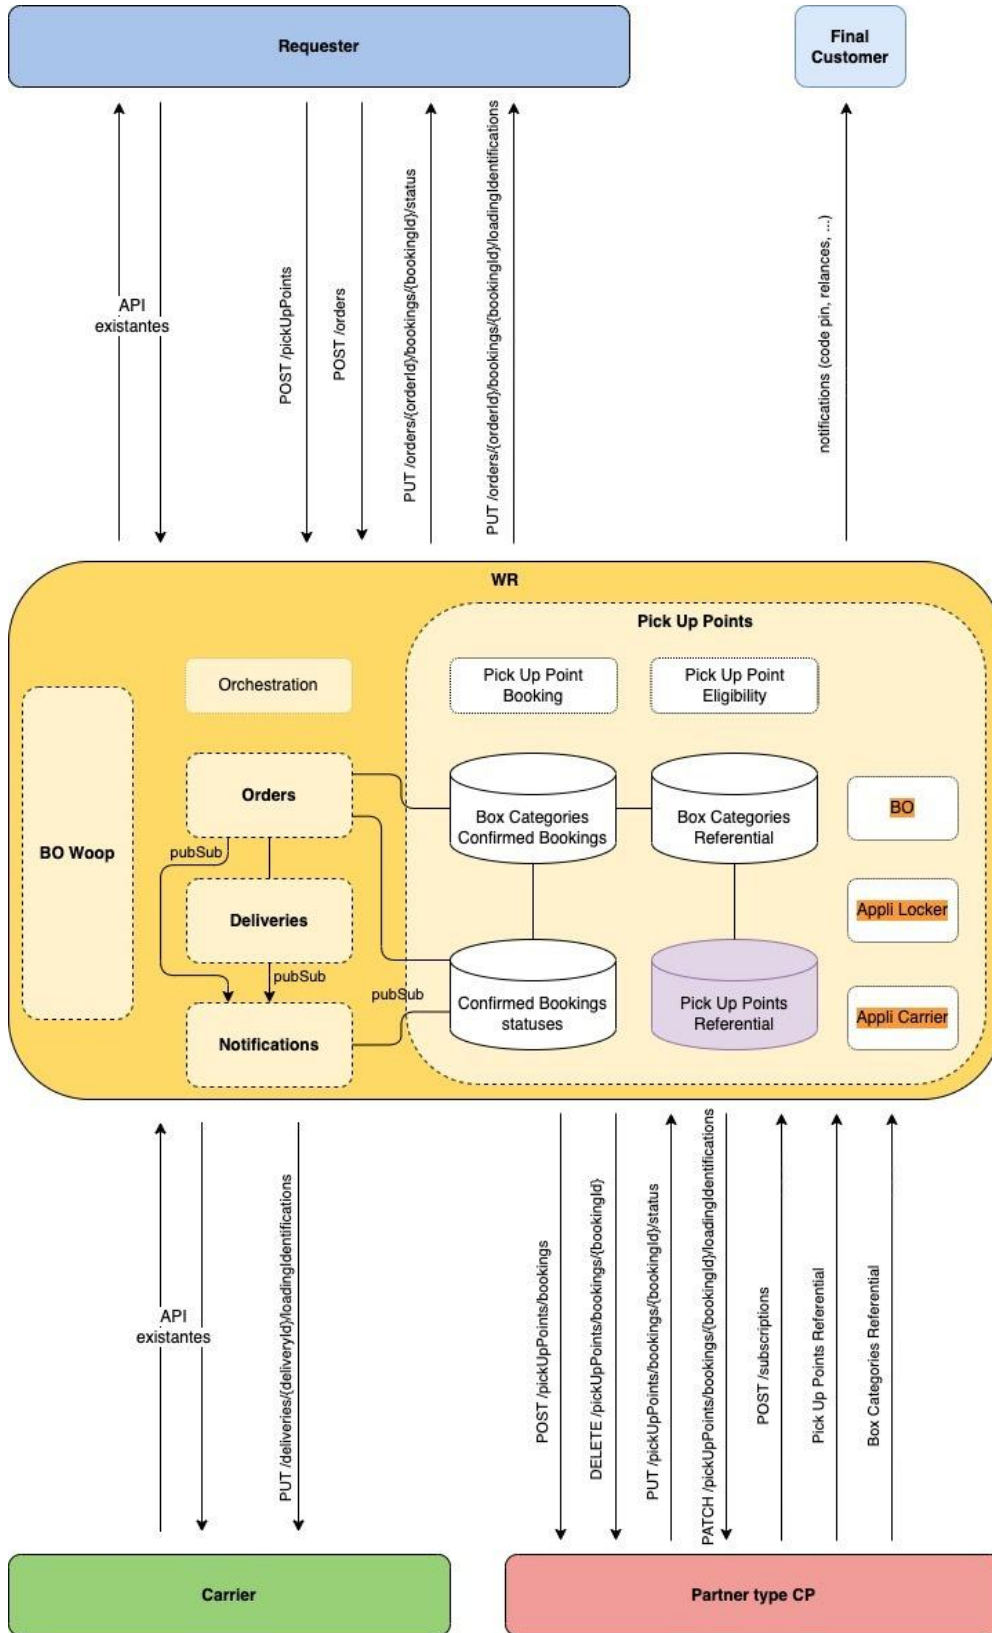 Requester
Final
Customer
API
existantes
POST /pickUpPoints
POST /orders
PUT /orders/{orderId}/bookings/{bookingId}/status
PUT /orders/{orderId}/bookings/{bookingId}/loadingIdentifications
notifications (code pin, relances, ...)
WR
Pick Up Points
Orchestration
Pick Up Point
Booking
Pick Up Point
Eligibility
BO Woop
Orders
Box Categories
Confirmed Bookings
Box Categories
Referential
BO
pubSub
Deliveries
Appli Locker
pubSub
pubSub
Notifications
Confirmed Bookings
statuses
Pick Up Points
Referential
Appli Carrier
API
existantes
PUT /deliveries/{deliveryId}/loadingIdentifications
POST /pickUpPoints/bookings
DELETE /pickUpPoints/bookings/{bookingId}
PUT /pickUpPoints/bookings/{bookingId}/status
PATCH /pickUpPoints/bookings/{bookingId}/loadingIdentifications
POST /subscriptions
Pick Up Points Referential
Box Categories Referential
Carrier
Partner type CP